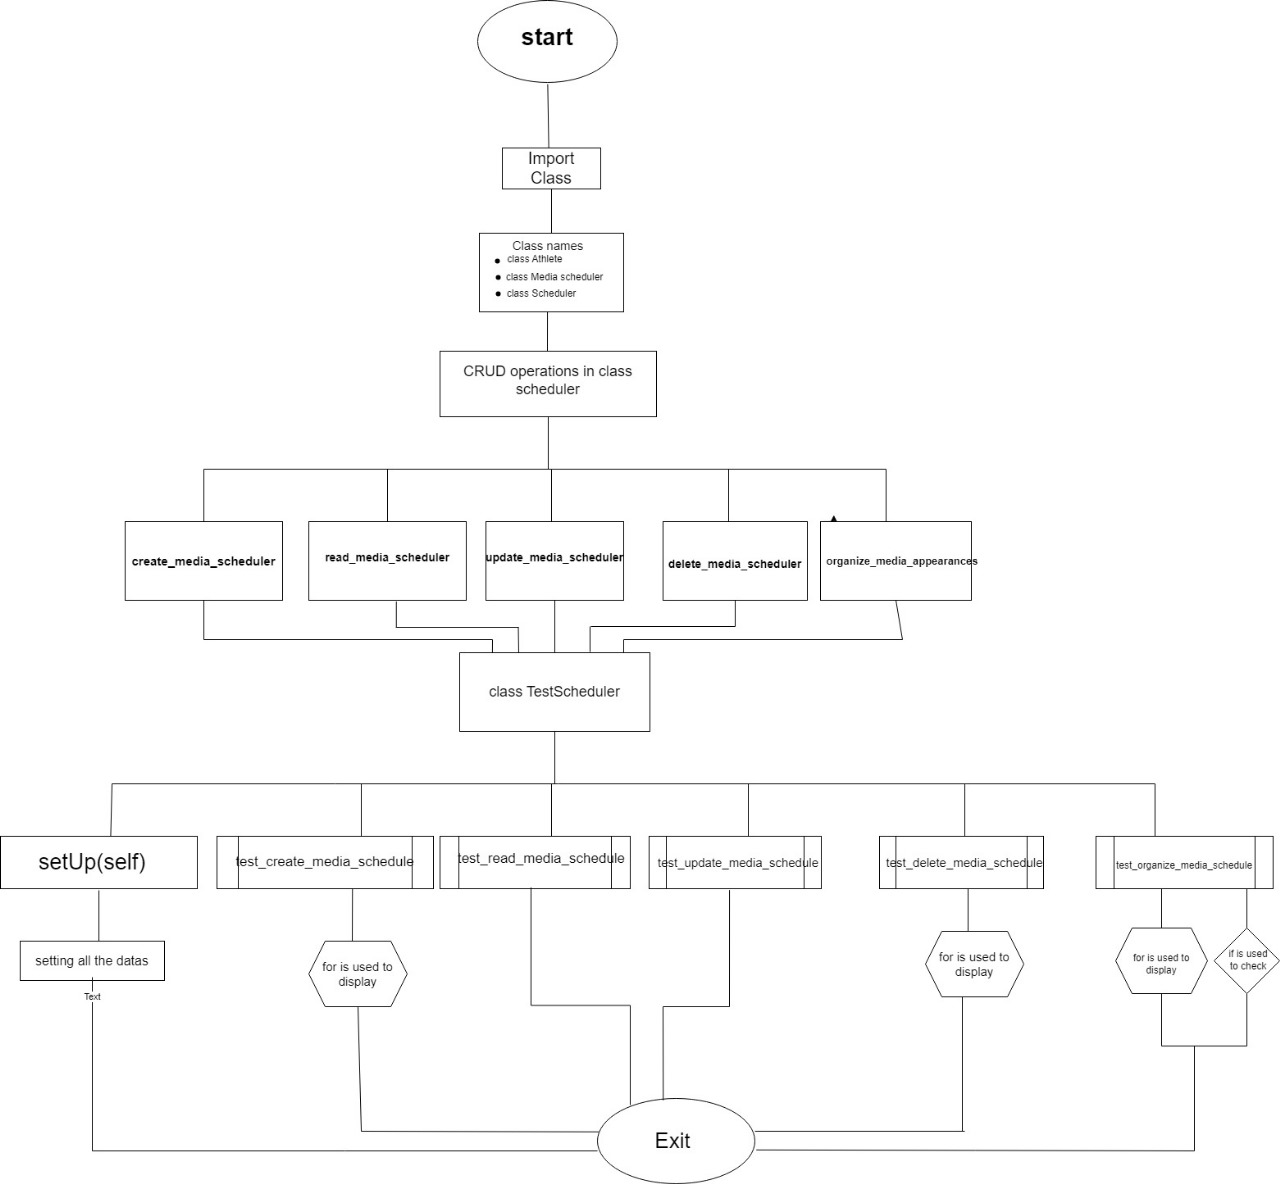 start
Import
Class
Class names
class Athlete
class Media scheduler
class Scheduler
CRUD operations in class
scheduler
create_media_scheduler
read_media_scheduler
update_media_scheduler
delete_media_scheduler
organize_media_appearances
class TestScheduler
setUp(self)
test_create_media_schedule
test_read_media_schedule
test_update_media_schedule
test_delete_media_schedule
test_organize_media_schedule
setting all the datas
Text
for is used to
display
for is used to
display
for is used to
display
if is used
to check
Exit